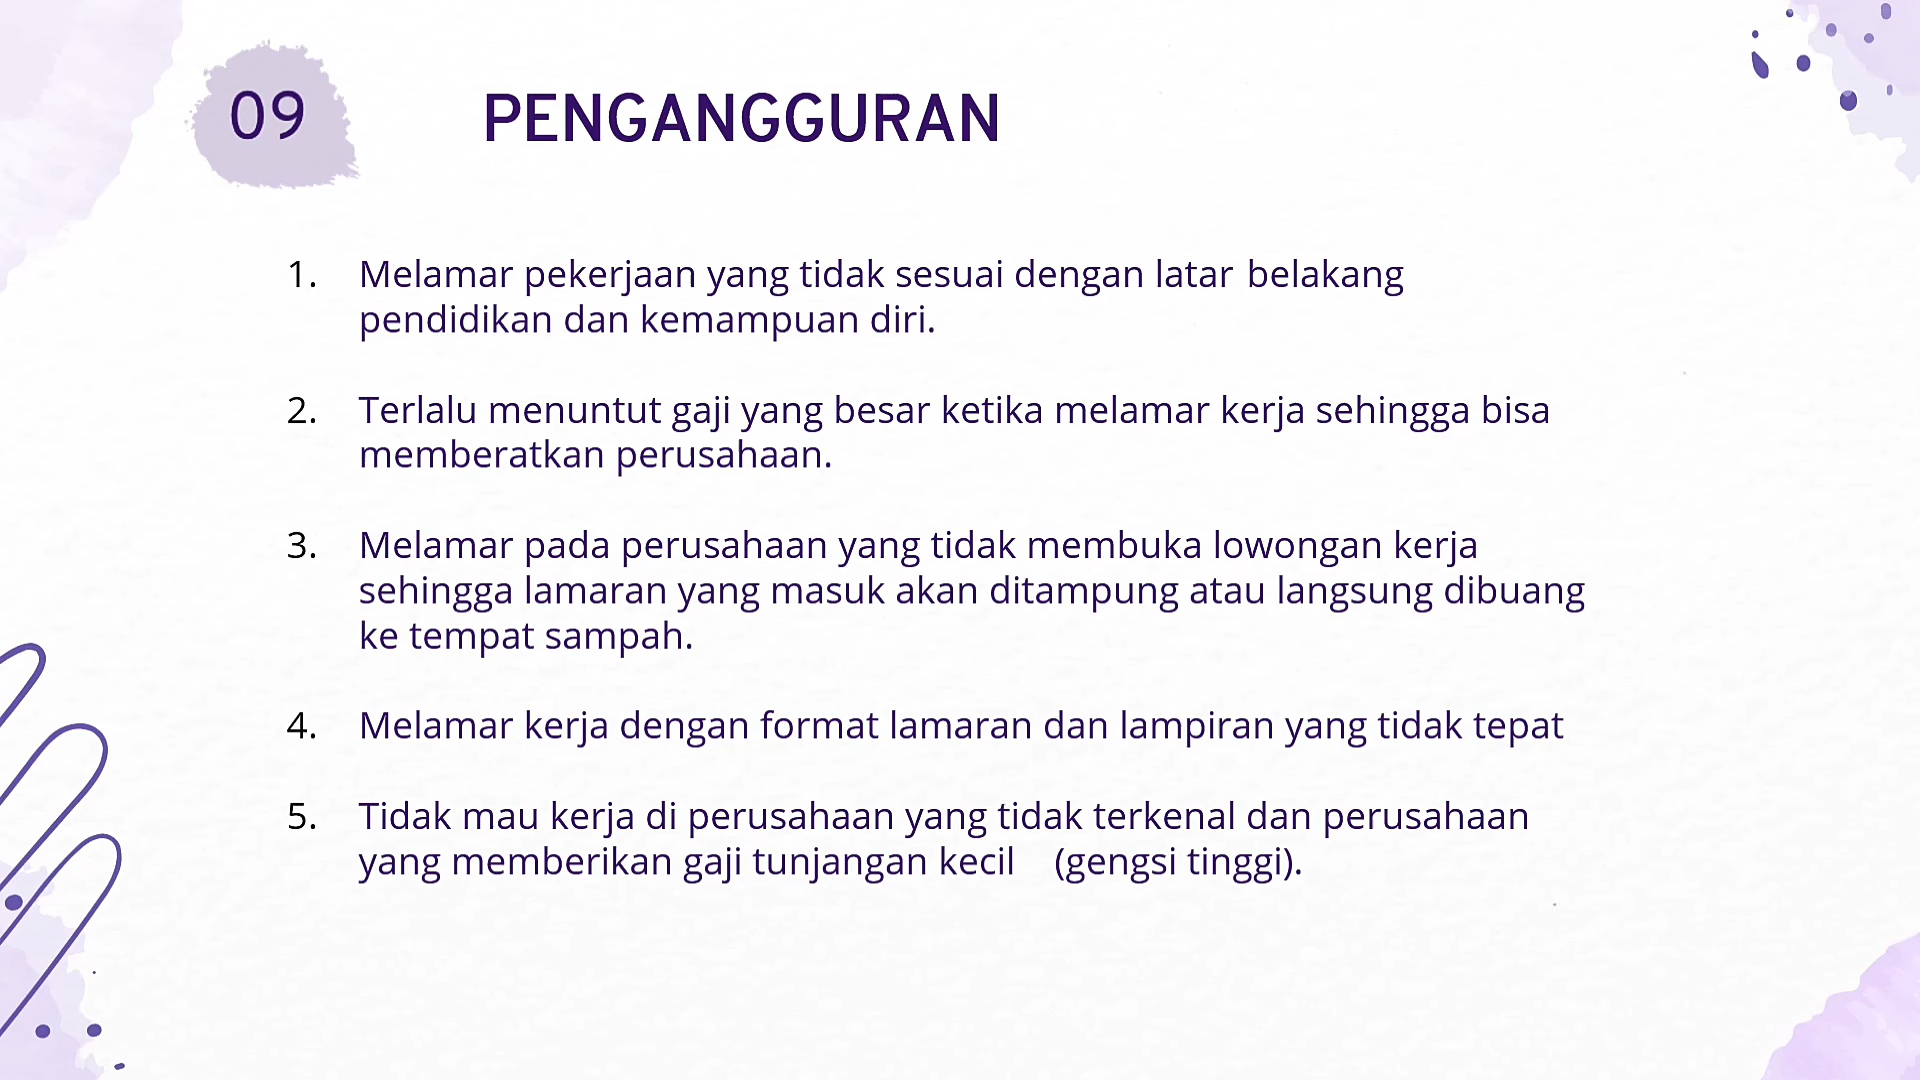 09
PENGANGGURAN
1. Melamar pekerjaan yang tidak sesuai dengan latar belakang
pendidikan dan kemampuan diri.
2. Terlalu menuntut gaji yang besar ketika melamar kerja sehingga bisa
memberatkan perusahaan.
3. Melamar pada perusahaan yang tidak membuka lowongan kerja
sehingga lamaran yang masuk akan ditampung atau langsung dibuang
ke tempat sampah.
4. Melamar kerja dengan format lamaran dan lampiran yang tidak tepat
5. Tidak mau kerja di perusahaan yang tidak terkenal dan perusahaan
yang memberikan gaji tunjangan kecil (gengsi tinggi).